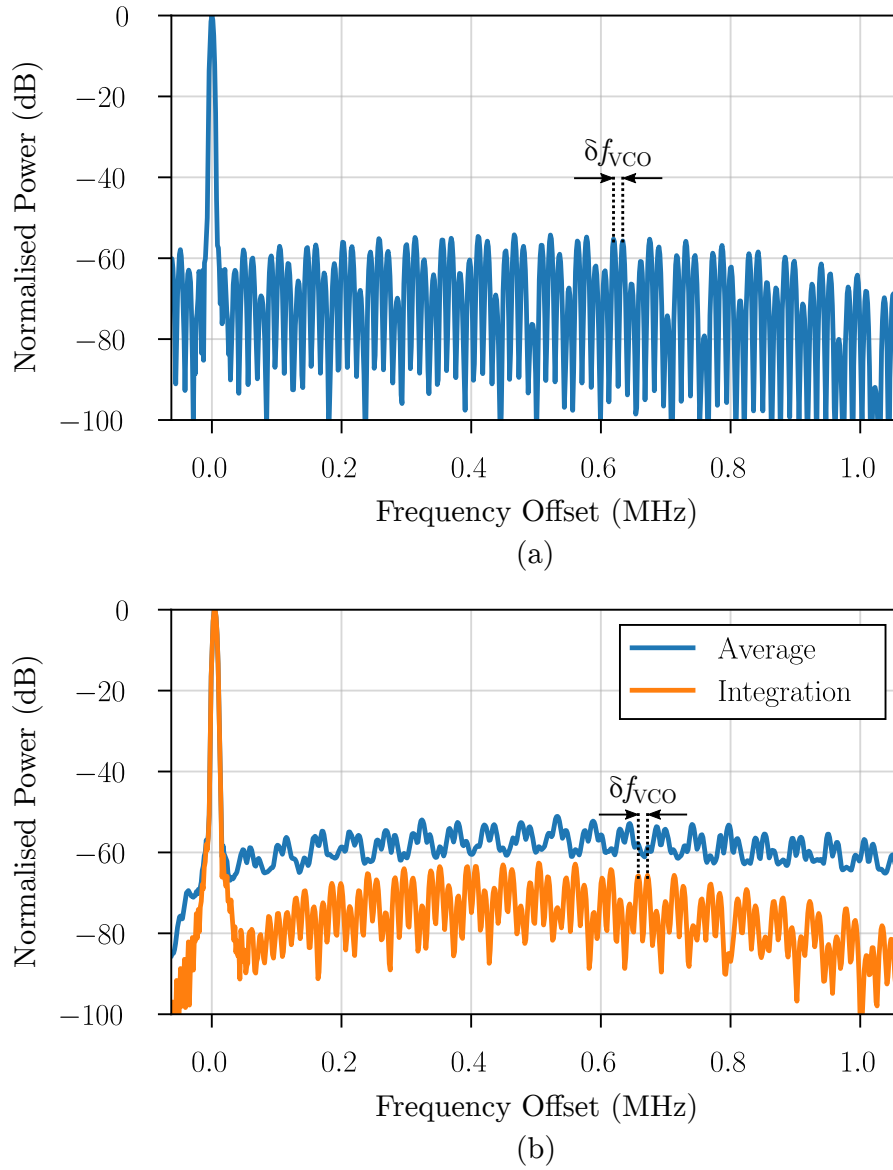 0
−20
−40
−60
−80
−100
Normalised Power (dB)
δfVCO
0.0 0.2 0.4 0.6 0.8 1.0
Frequency Offset (MHz)
(a)
0
−20
−40
−60
−80
−100
Normalised Power (dB)
Average
Integration
δfVCO
0.0 0.2 0.4 0.6 0.8 1.0
Frequency Offset (MHz)
(b)